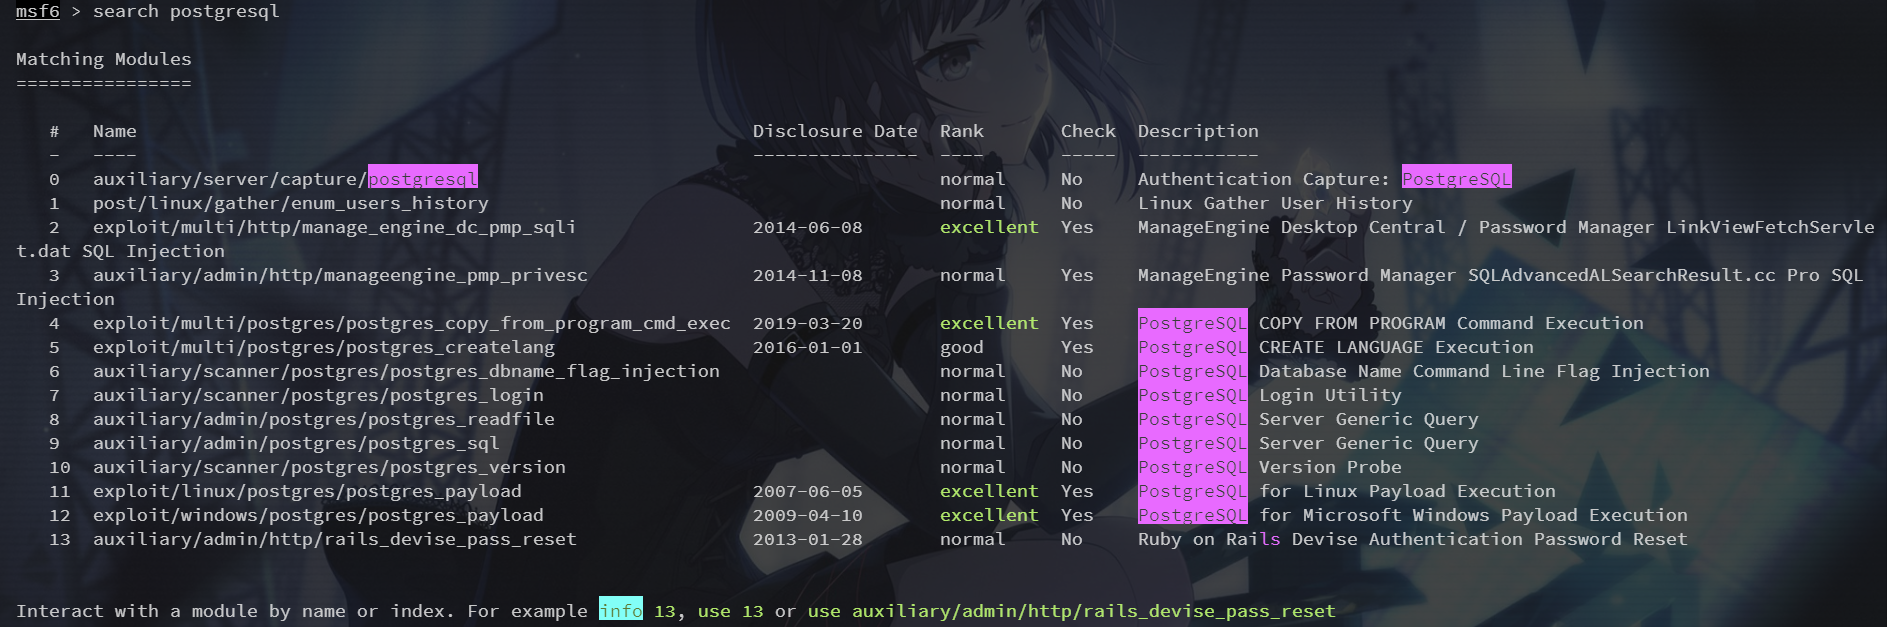 msf6 > search postgresql
Matching Modules
================
#   Name                                                        Disclosure Date  Rank       Check  Description
-   ----                                                        ---------------  ----       -----  -----------
0   auxiliary/server/capture/postgresql                                          normal     No     Authentication Capture: PostgreSQL
1   post/linux/gather/enum_users_history                                         normal     No     Linux Gather User History
2   exploit/multi/http/manage_engine_dc_pmp_sqli                2014-06-08       excellent  Yes    ManageEngine Desktop Central / Password Manager LinkViewFetchServle
t.dat SQL Injection
3   auxiliary/admin/http/manageengine_pmp_privesc               2014-11-08       normal     Yes    ManageEngine Password Manager SQLAdvancedALSearchResult.cc Pro SQL
Injection
4   exploit/multi/postgres/postgres_copy_from_program_cmd_exec  2019-03-20       excellent  Yes    PostgreSQL COPY FROM PROGRAM Command Execution
5   exploit/multi/postgres/postgres_createlang                  2016-01-01       good       Yes    PostgreSQL CREATE LANGUAGE Execution
6   auxiliary/scanner/postgres/postgres_dbname_flag_injection                    normal     No     PostgreSQL Database Name Command Line Flag Injection
7   auxiliary/scanner/postgres/postgres_login                                    normal     No     PostgreSQL Login Utility
8   auxiliary/admin/postgres/postgres_readfile                                   normal     No     PostgreSQL Server Generic Query
9   auxiliary/admin/postgres/postgres_sql                                        normal     No     PostgreSQL Server Generic Query
10  auxiliary/scanner/postgres/postgres_version                                  normal     No     PostgreSQL Version Probe
11  exploit/linux/postgres/postgres_payload                     2007-06-05       excellent  Yes    PostgreSQL for Linux Payload Execution
12  exploit/windows/postgres/postgres_payload                   2009-04-10       excellent  Yes    PostgreSQL for Microsoft Windows Payload Execution
13  auxiliary/admin/http/rails_devise_pass_reset                2013-01-28       normal     No     Ruby on Rails Devise Authentication Password Reset
Interact with a module by name or index. For example info 13, use 13 or use auxiliary/admin/http/rails_devise_pass_reset